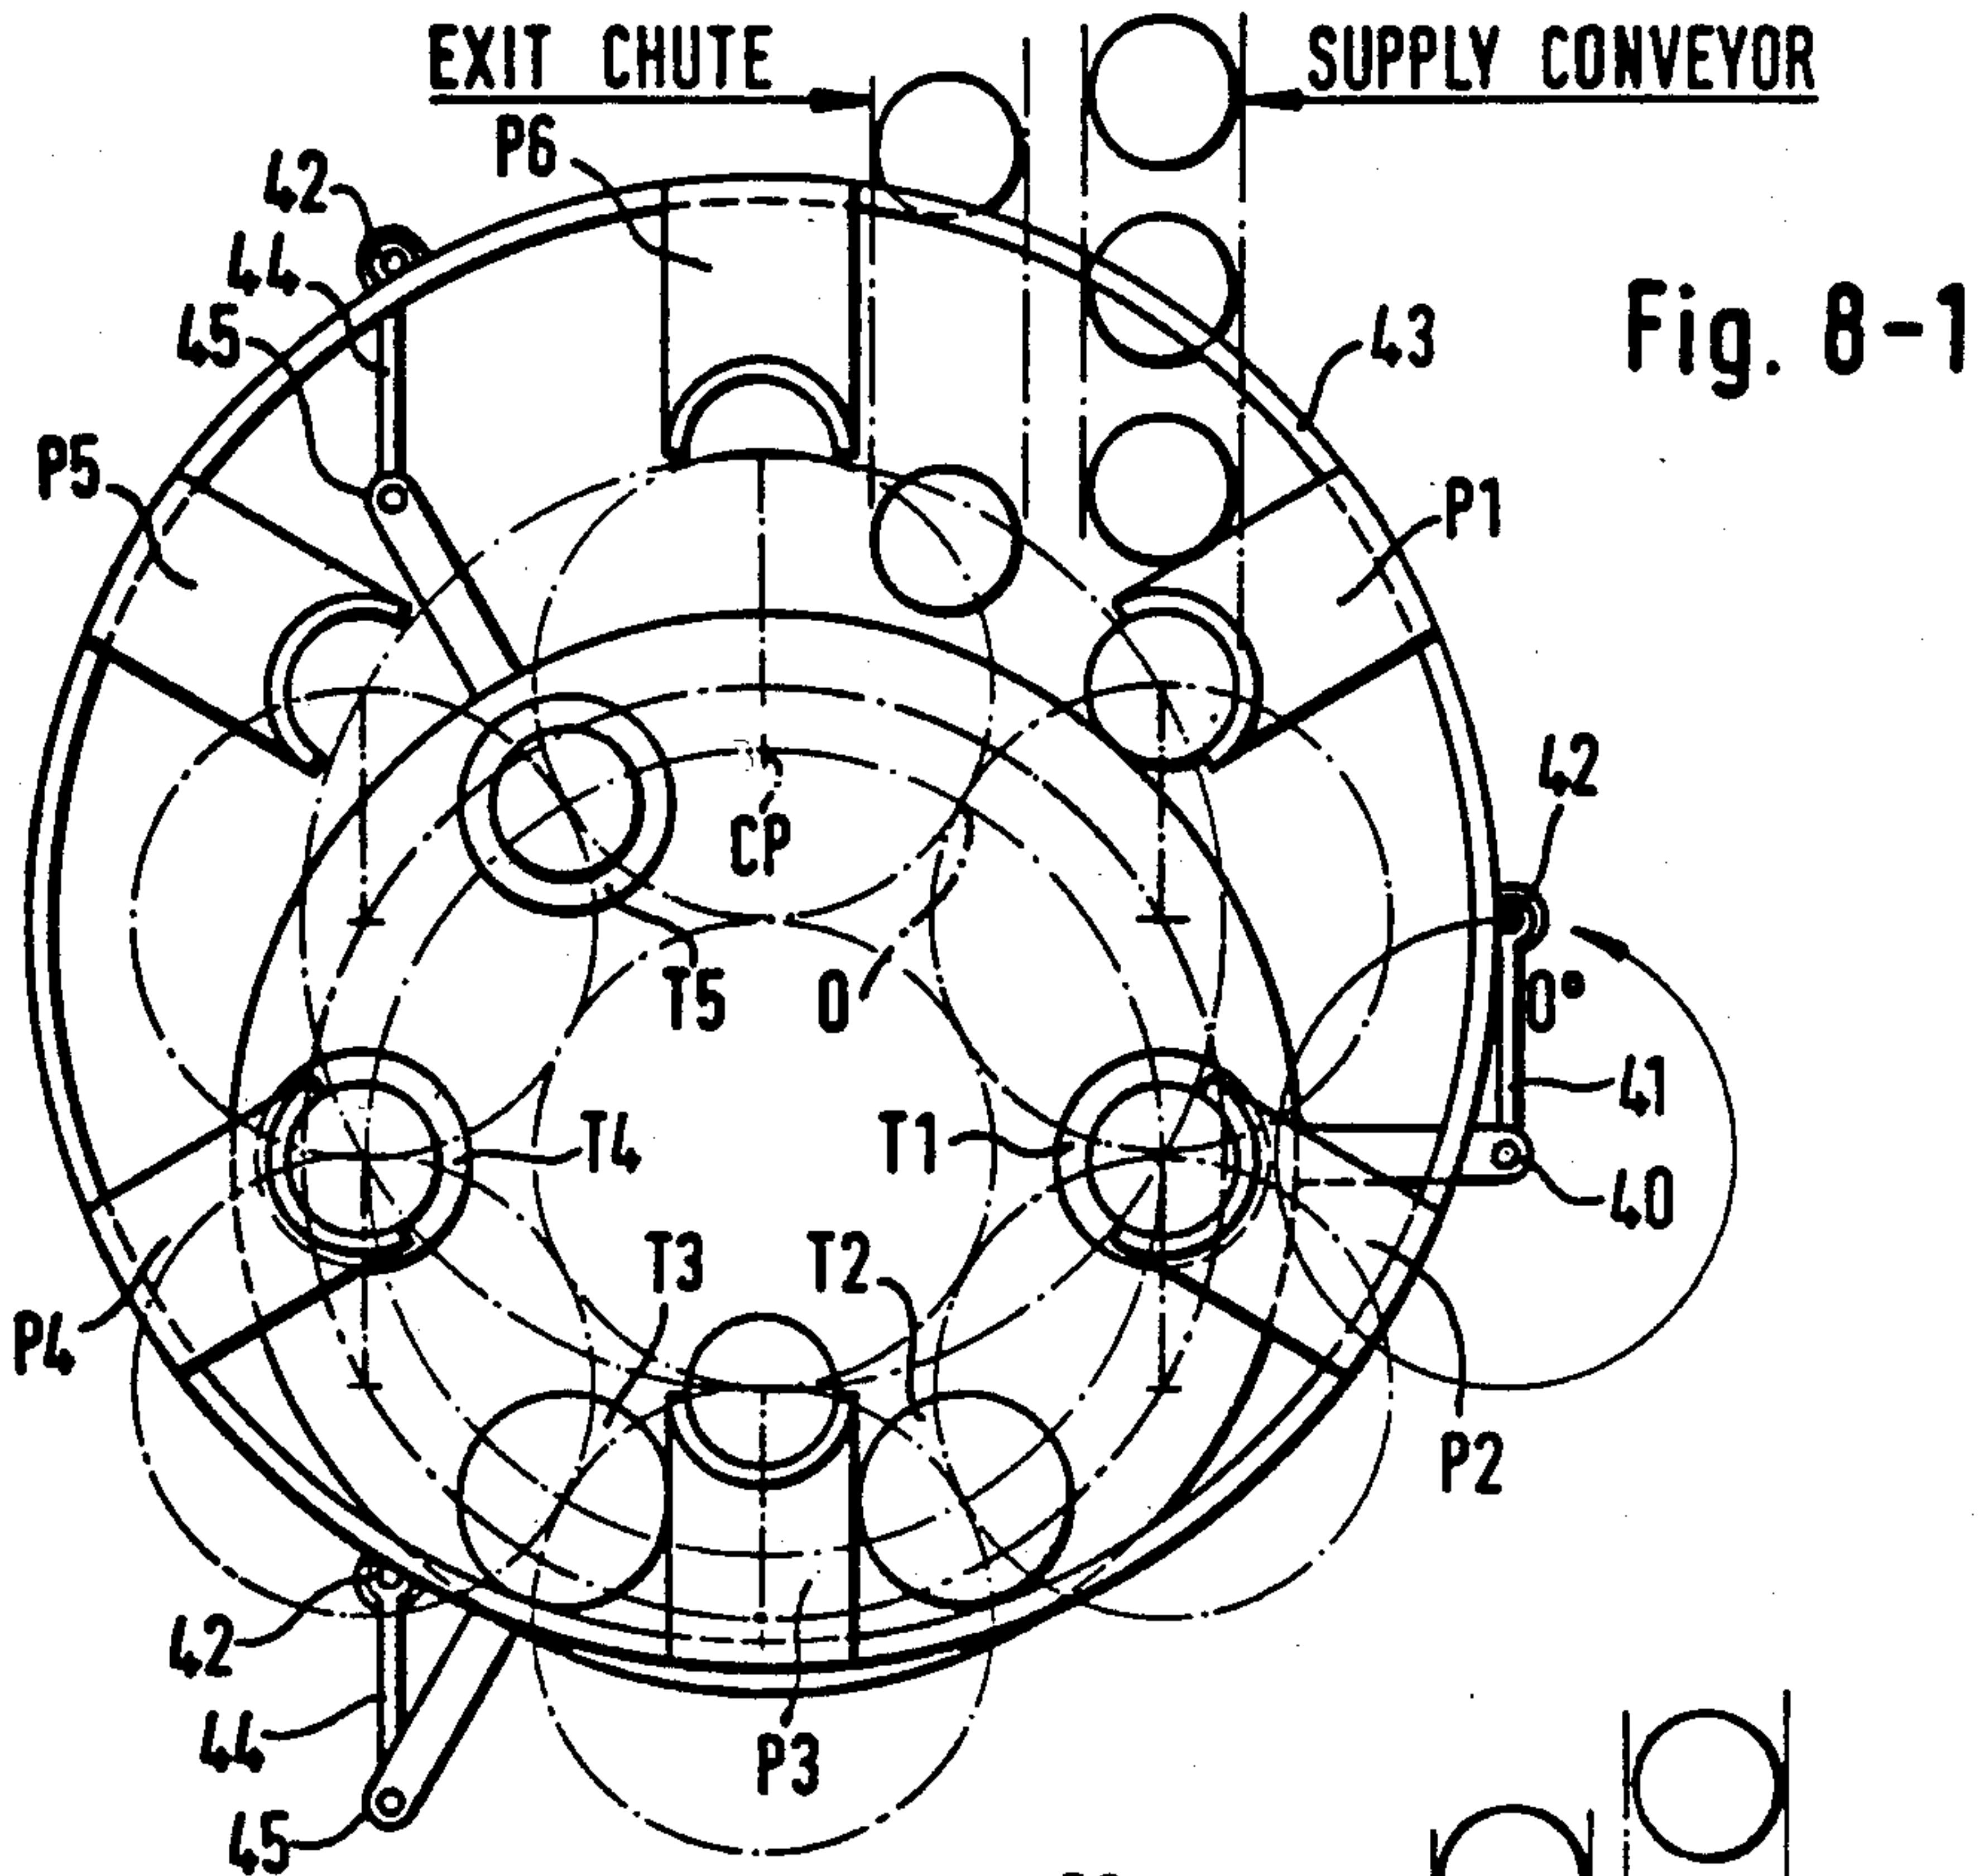 EXIT CHUTE
SUPPLY CONVEYOR
P6
42
44
45
43
Fig. 8-1
P5
P1
42
CP
T5
O
0°
41
T4
T1
40
T3
T2
P4
P2
42
44
P3
45